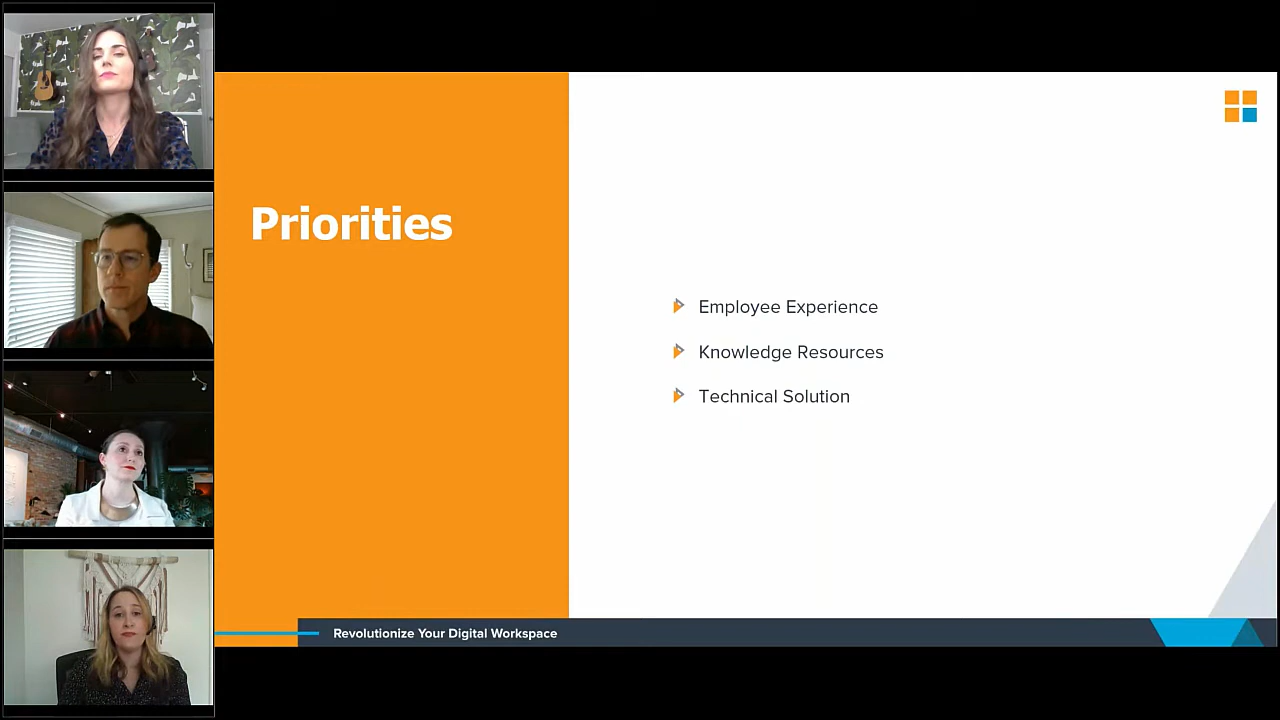 Priorities
Employee Experience
Knowledge Resources
Technical Solution
Revolutionize Your Digital Workspace